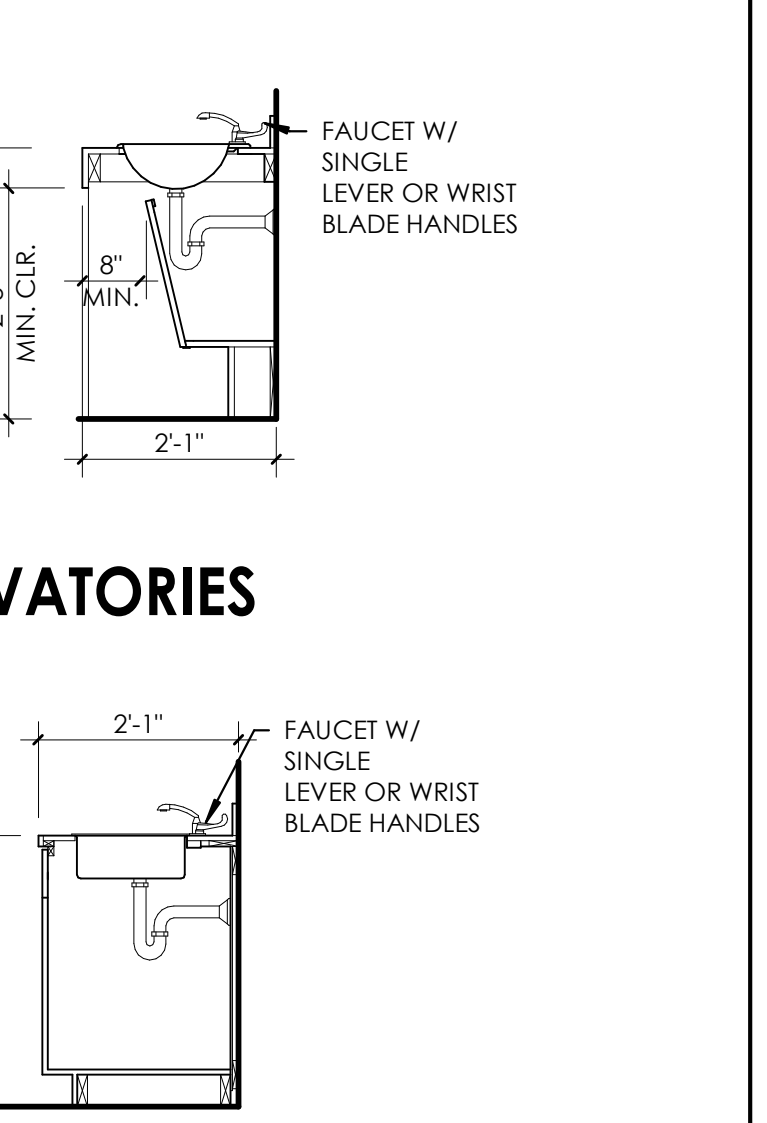 FAUCET W/
SINGLE
LEVER OR WRIST
BLADE HANDLES
MIN. CLR.
8"
MIN.
2'-1"
VATORIES
2'-1"
FAUCET W/
SINGLE
LEVER OR WRIST
BLADE HANDLES